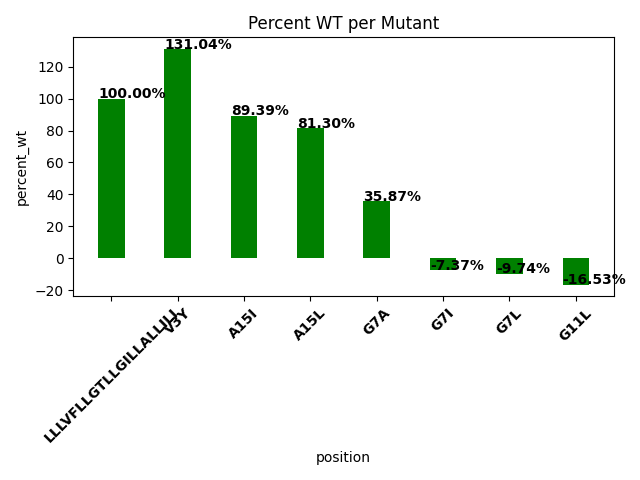 Percent WT per Mutant
131.04%
100.00%
89.39%
81.30%
35.87%
-7.37%
-9.74%
-16.53%
percent_wt
120
100
80
60
40
20
0
−20
LLLVFLLGTLLGILLALLILI
V3Y
A15I
A15L
G7A
G7I
G7L
G11L
position